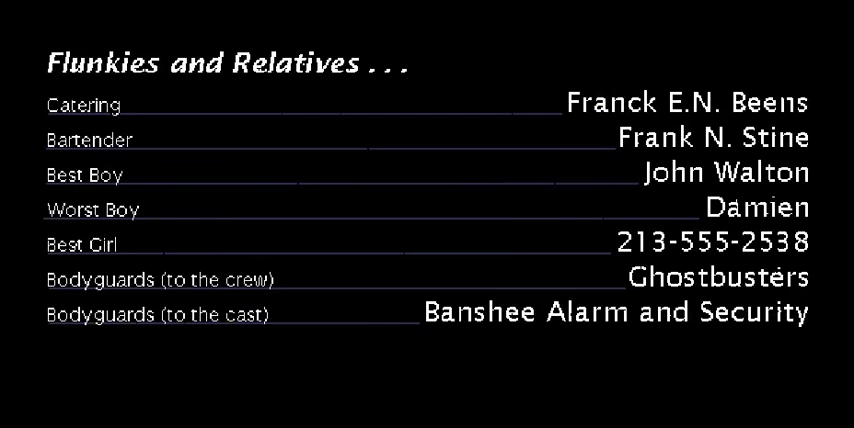 Flunkies and Relatives . . .
Catering Franck E.N. Beens
Bartender Frank N. Stine
Best Boy John Walton
Worst Boy Damien
Best Girl 213-555-2538
Bodyguards (to the crew) Ghostbusters
Bodyguards (to the cast) Banshee Alarm and Security